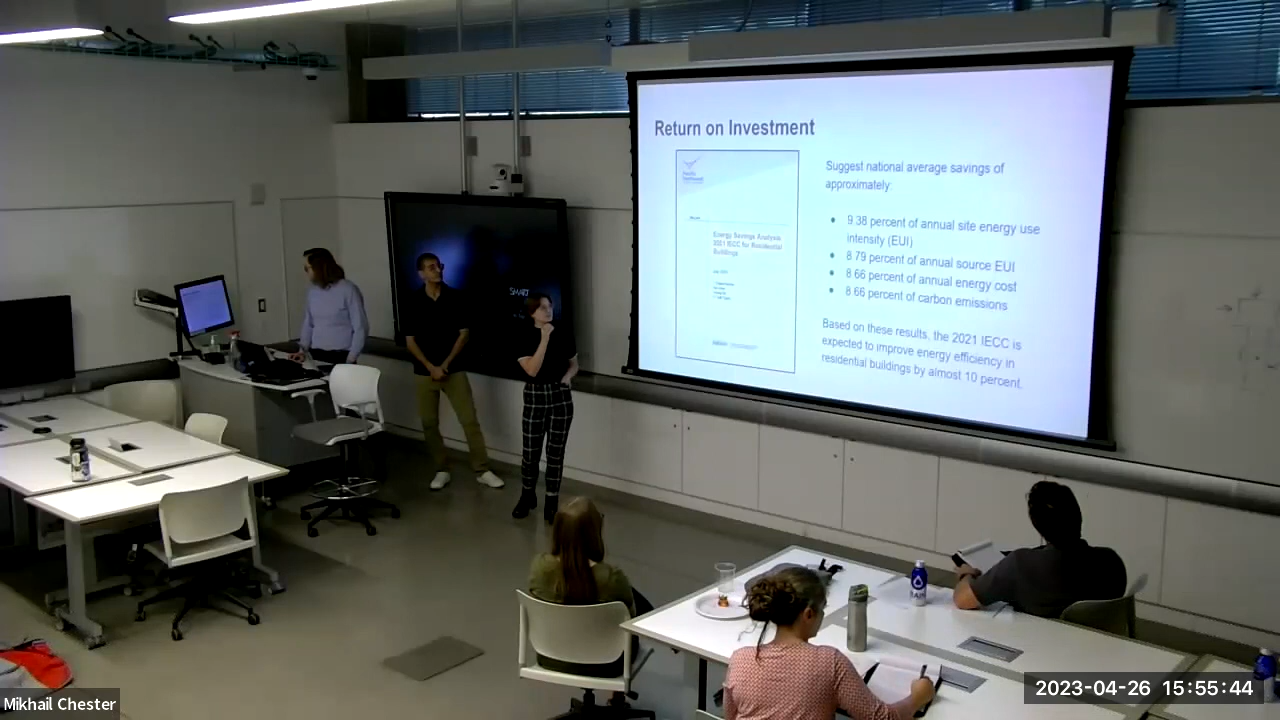 Return on Investment
Pacific
Northwest
Energy Savings Analysis
2021 IECC for Residential
Buildings
Suggest national average savings of
approximately:
● 9.38 percent of annual site energy use
intensity (EUI)
● 8.79 percent of annual source EUI
● 8.66 percent of annual energy cost
● 8.66 percent of carbon emissions
Based on these results, the 2021 IECC is
expected to improve energy efficiency in
residential buildings by almost 10 percent.
SMART
Mikhail Chester
2023-04-26 15:55:44